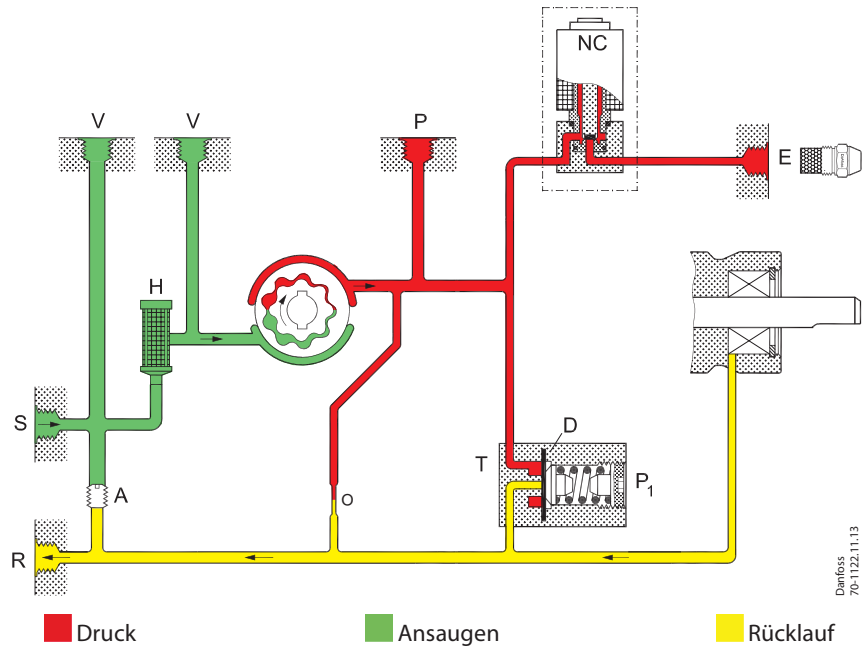 NC
V
V
P
E
H
S
D
T
P1
A
O
R
Danfoss
70-1122.11.13
Druck
Ansaugen
Rücklauf